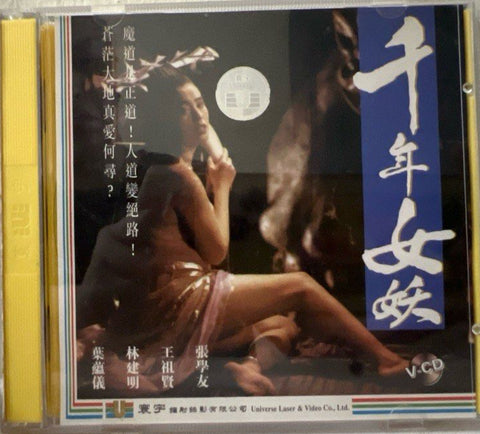 千年女妖
魔道是正道！人道變絕路！
蒼茫大地真愛何尋？
張學友
王祖賢
林建明
葉蘊儀
V·CD
寰宇鐳射錄影有限公司 Universe Laser & Video Co., Ltd.